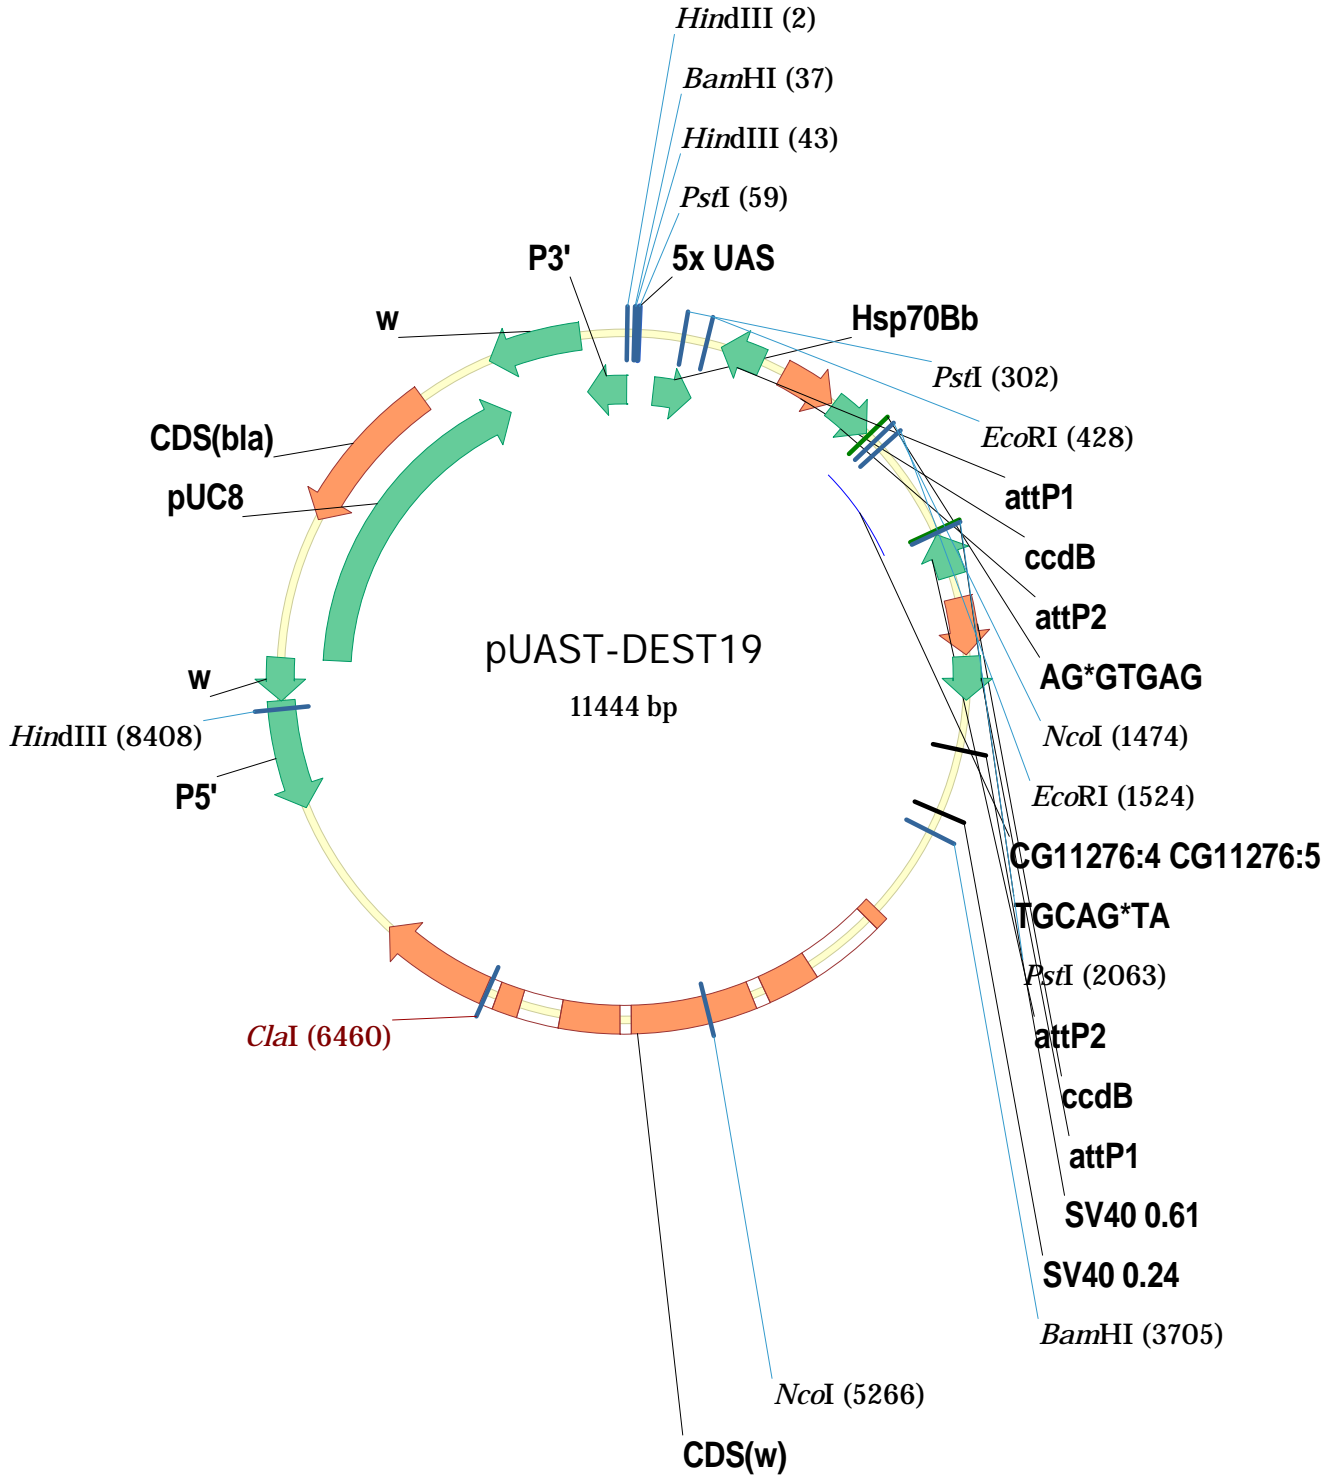 HindIII (2)
BamHI (37)
HindIII (43)
PstI (59)
P3'
5x UAS
w
Hsp70Bb
PstI (302)
EcoRI (428)
CDS(bla)
pUC8
attP1
ccdB
attP2
pUAST-DEST19
11444 bp
w
AG*GTGAG
HindIII (8408)
NcoI (1474)
P5'
EcoRI (1524)
CG11276:4 CG11276:5
TGCAG*TA
PstI (2063)
ClaI (6460)
attP2
ccdB
attP1
SV40 0.61
SV40 0.24
BamHI (3705)
NcoI (5266)
CDS(w)